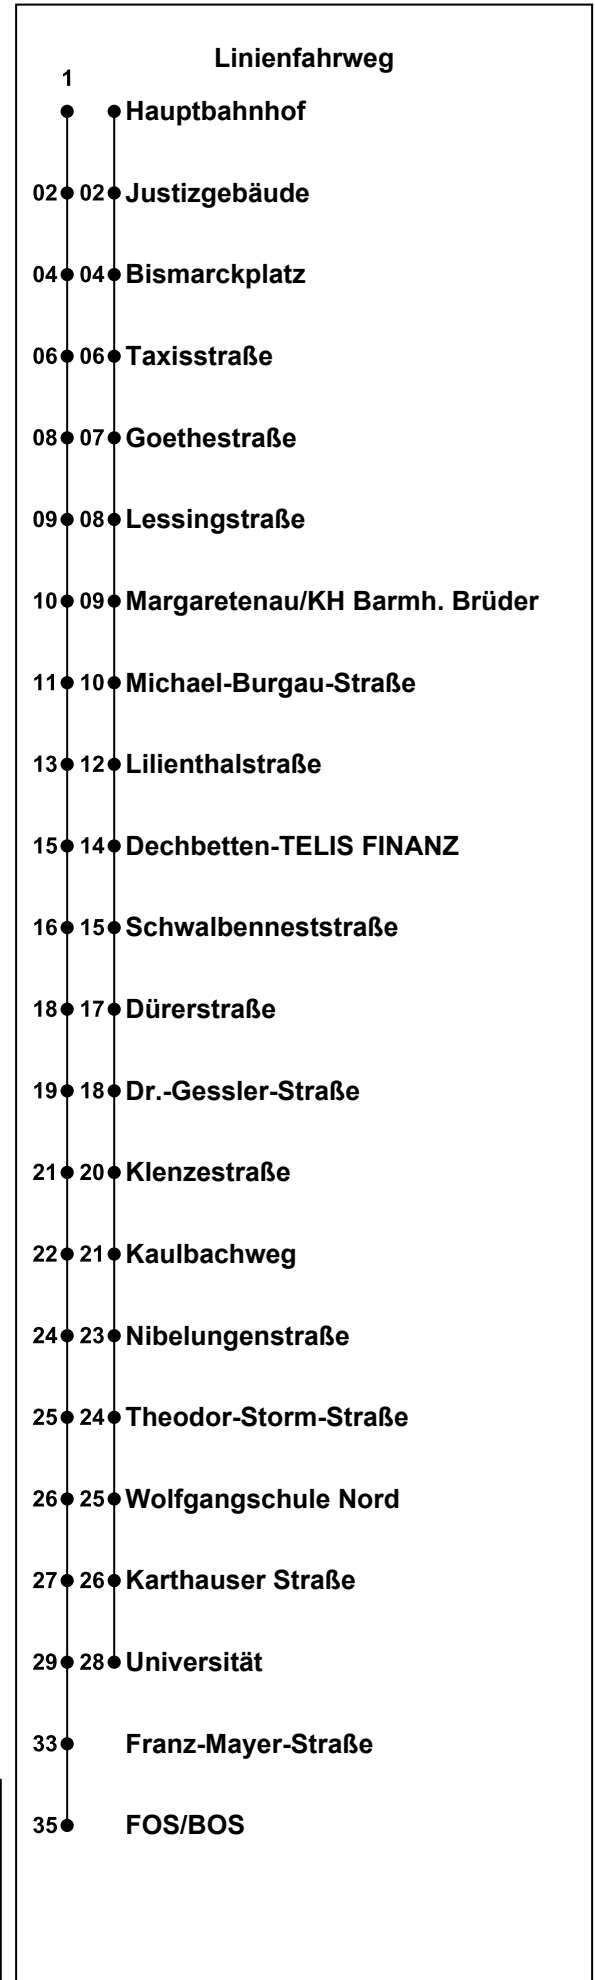 Linienfahrweg
1
Hauptbahnhof
02 02 Justizgebäude
04 04 Bismarckplatz
06 06 Taxisstraße
08 07 Goethestraße
09 08 Lessingstraße
10 09 Margaretenau/KH Barmh. Brüder
11 10 Michael-Burgau-Straße
13 12 Lilienthalstraße
15 14 Dechbetten-TELIS FINANZ
16 15 Schwalbenneststraße
18 17 Dürerstraße
19 18 Dr.-Gessler-Straße
21 20 Klenzestraße
22 21 Kaulbachweg
24 23 Nibelungenstraße
25 24 Theodor-Storm-Straße
26 25 Wolfgangschule Nord
27 26 Karthauser Straße
29 28 Universität
33 Franz-Mayer-Straße
35 FOS/BOS